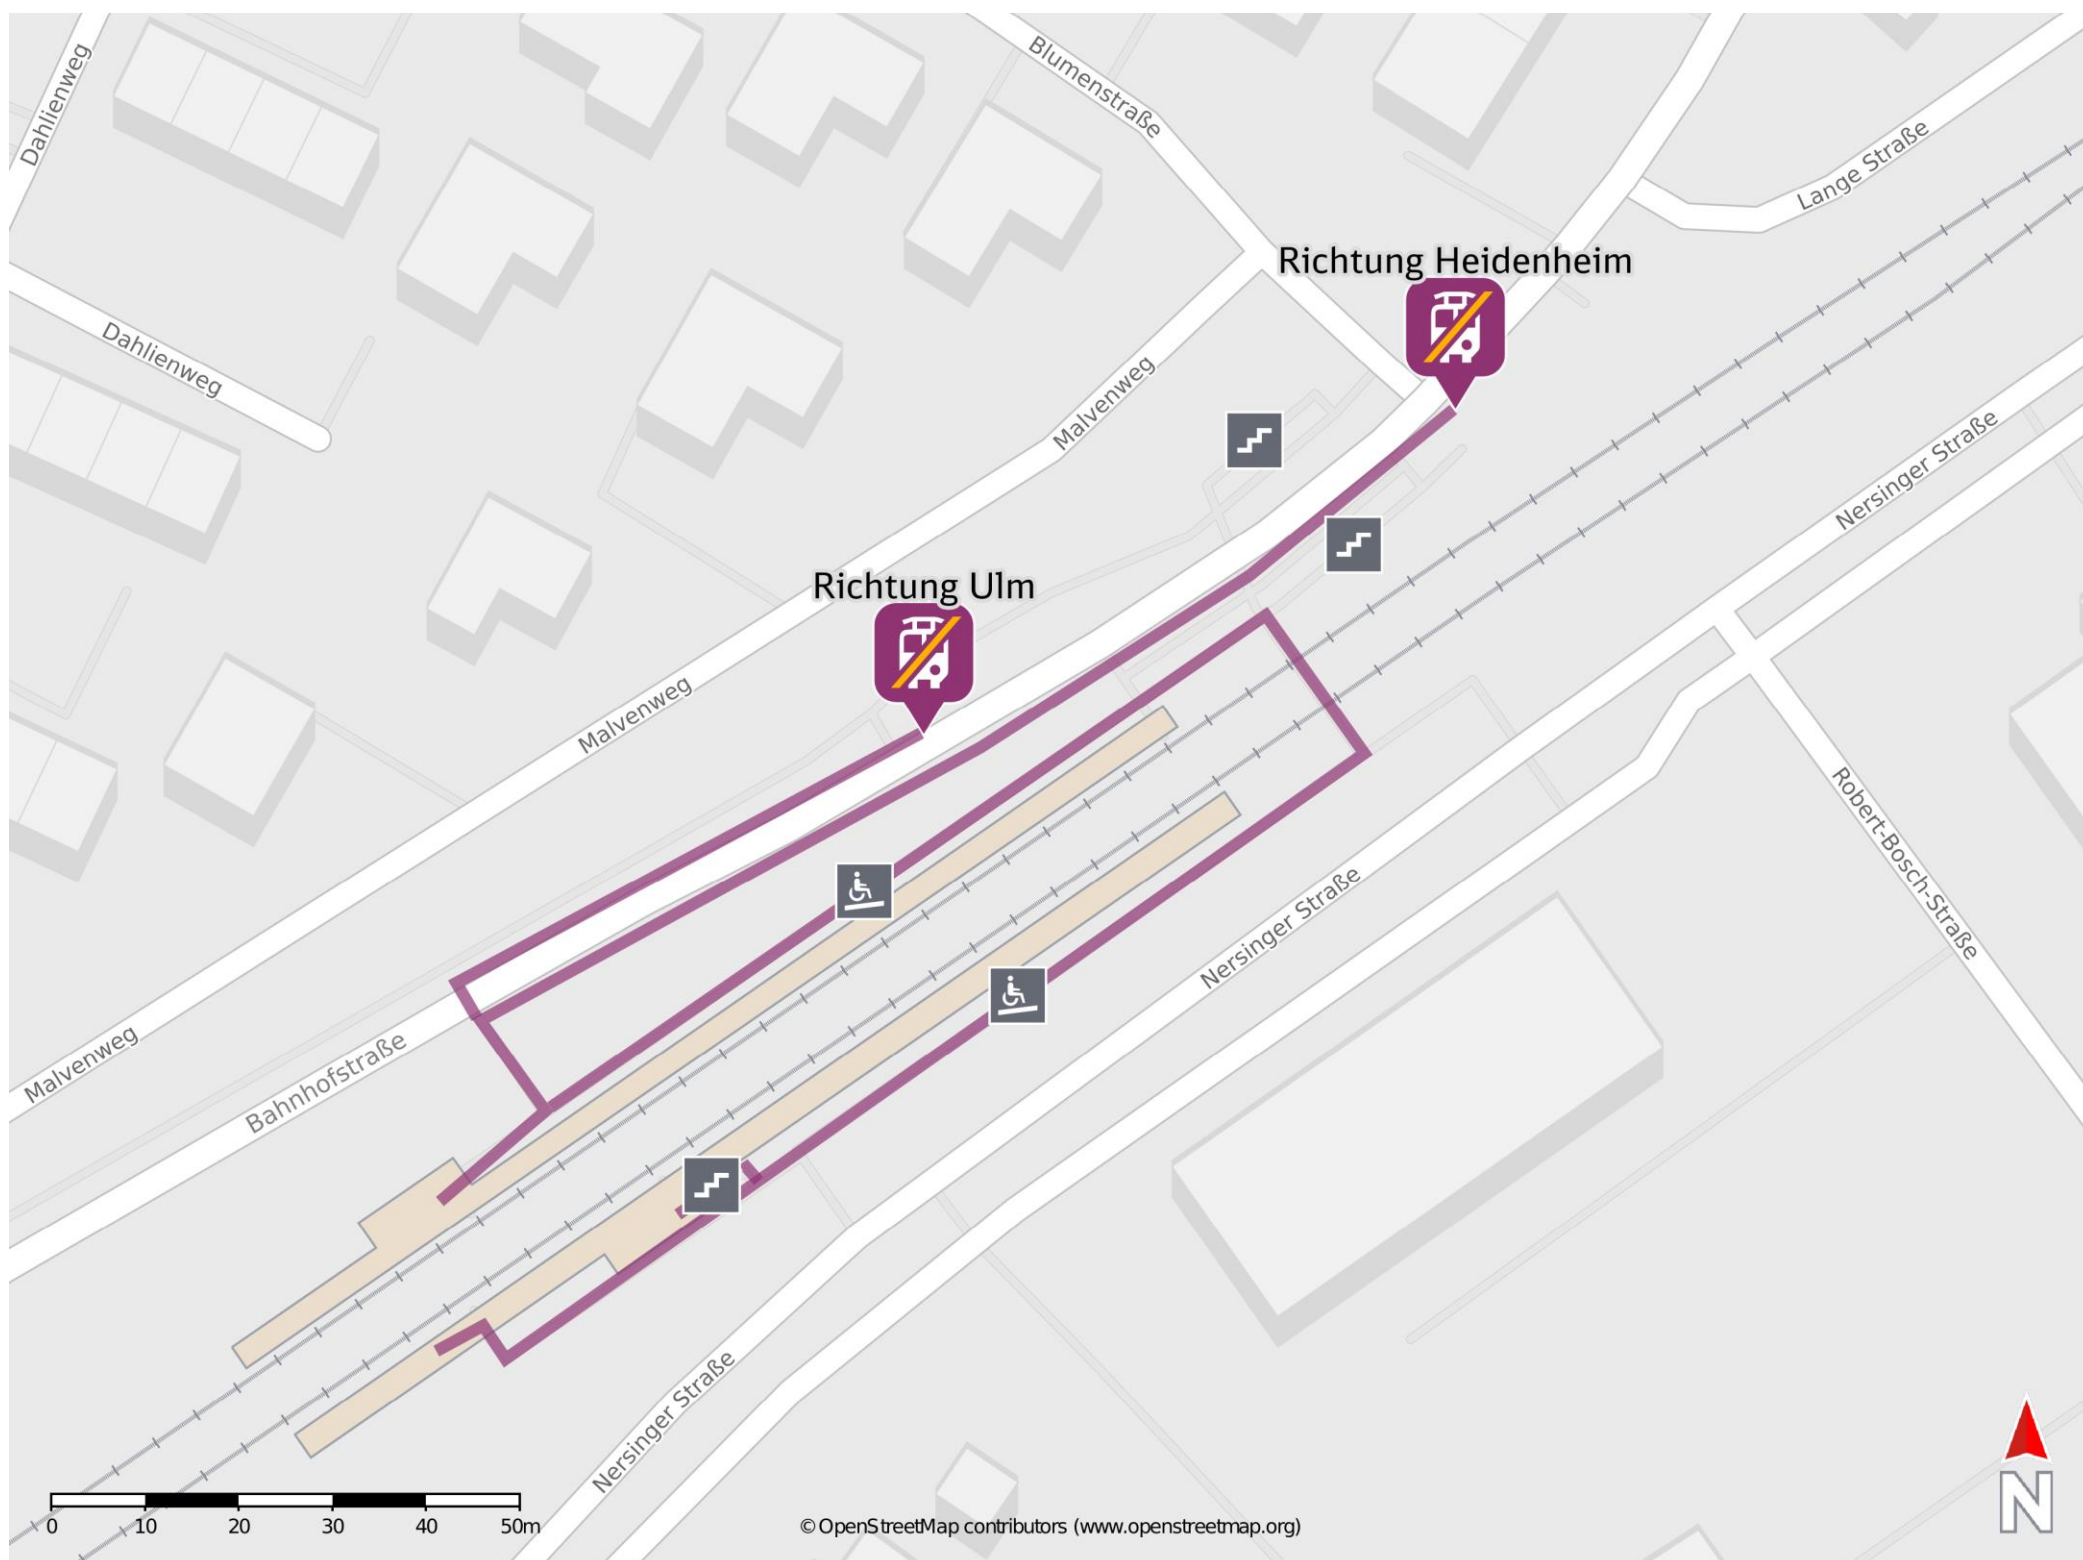 Dahlienweg
Blumenstraße
Lange Straße
Richtung Heidenheim
Dahlienweg
Malvenweg
Nersinger Straße
Richtung Ulm
Malvenweg
Robert-Bosch-Straße
Nersinger Straße
Malvenweg
Bahnhofstraße
Nersinger Straße
N
0 10 20 30 40 50m
© OpenStreetMap contributors (www.openstreetmap.org)